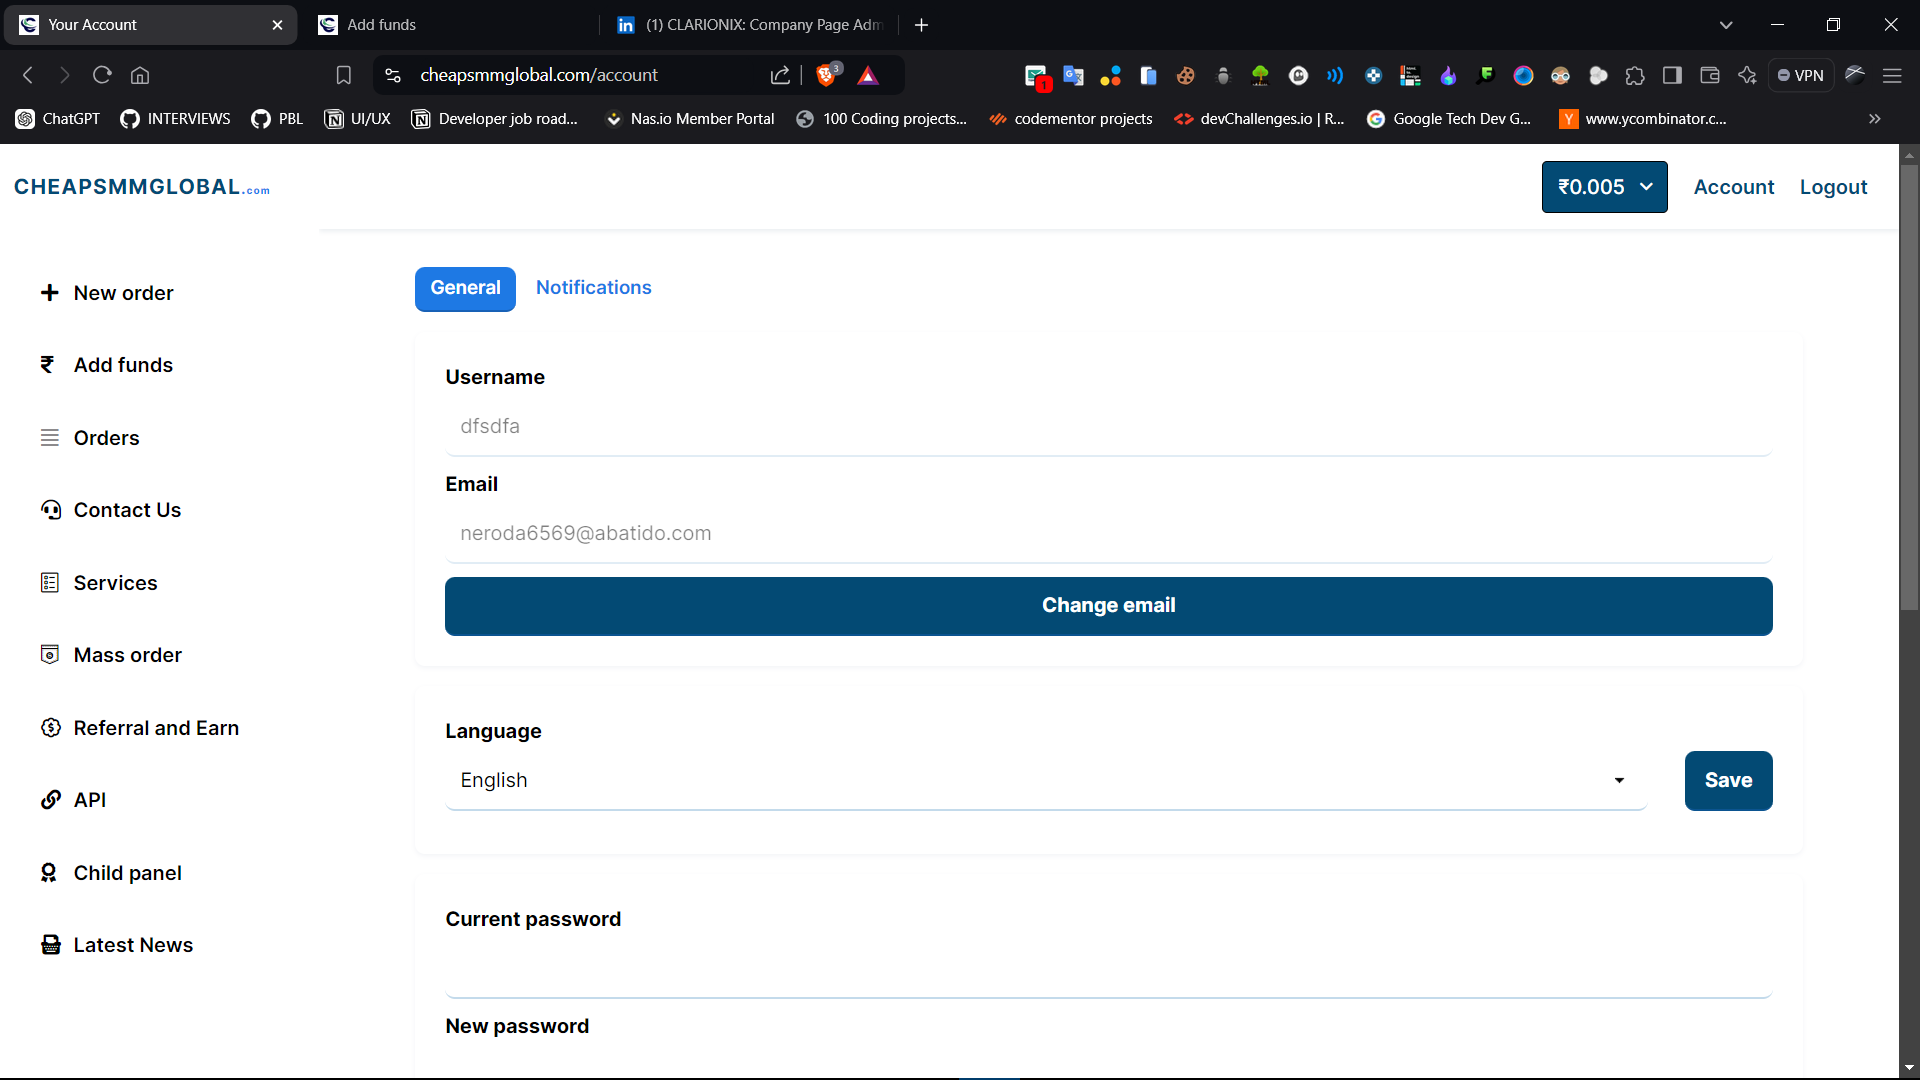 Your Account
Add funds
(1) CLARIONIX: Company Page Adm
cheapsmmglobal.com/account
3
1
VPN
ChatGPT
INTERVIEWS
PBL
UI/UX
Developer job road...
Nas.io Member Portal
100 Coding projects...
codementor projects
devChallenges.io | R...
Google Tech Dev G...
www.ycombinator.c...
CHEAPSMMGLOBAL.com
₹0.005
Account
Logout
New order
Add funds
Orders
Contact Us
Services
Mass order
Referral and Earn
API
Child panel
Latest News
General
Notifications
Username
dfsdfa
Email
neroda6569@abatido.com
Change email
Language
English
Save
Current password
New password